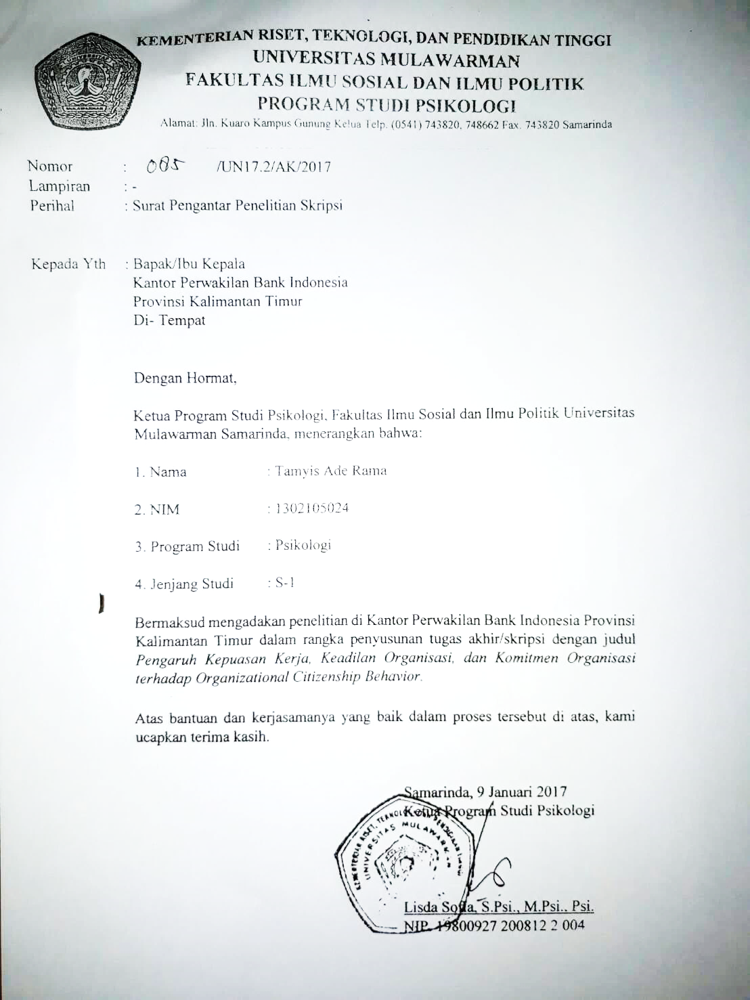 KEMENTERIAN RISET, TEKNOLOGI, DAN PENDIDIKAN TINGGI
UNIVERSITAS MULAWARMAN
FAKULTAS ILMU SOSIAL DAN ILMU POLITIK
PROGRAM STUDI PSIKOLOGI
Alamat: Jln. Kuaro Kampus Gunung Kelua Telp. (0541) 743820, 748662 Fax. 743820 Samarinda
Nomor : 085 /UN17.2/AK/2017
Lampiran : -
Perihal : Surat Pengantar Penelitian Skripsi
Kepada Yth : Bapak/Ibu Kepala
Kantor Perwakilan Bank Indonesia
Provinsi Kalimantan Timur
Di- Tempat
Dengan Hormat,
Ketua Program Studi Psikologi, Fakultas Ilmu Sosial dan Ilmu Politik Universitas
Mulawarman Samarinda, menerangkan bahwa:
1. Nama : Tamyis Ade Rama
2. NIM : 1302105024
3. Program Studi : Psikologi
4. Jenjang Studi : S-1
Bermaksud mengadakan penelitian di Kantor Perwakilan Bank Indonesia Provinsi
Kalimantan Timur dalam rangka penyusunan tugas akhir/skripsi dengan judul
Pengaruh Kepuasan Kerja, Keadilan Organisasi, dan Komitmen Organisasi
terhadap Organizational Citizenship Behavior.
Atas bantuan dan kerjasamanya yang baik dalam proses tersebut di atas, kami
ucapkan terima kasih.
Samarinda, 9 Januari 2017
Ketua Program Studi Psikologi
UNIVERSITAS MULAWARMAN
Lisda Sofia, S.Psi., M.Psi., Psi.
NIP. 19800927 200812 2 004